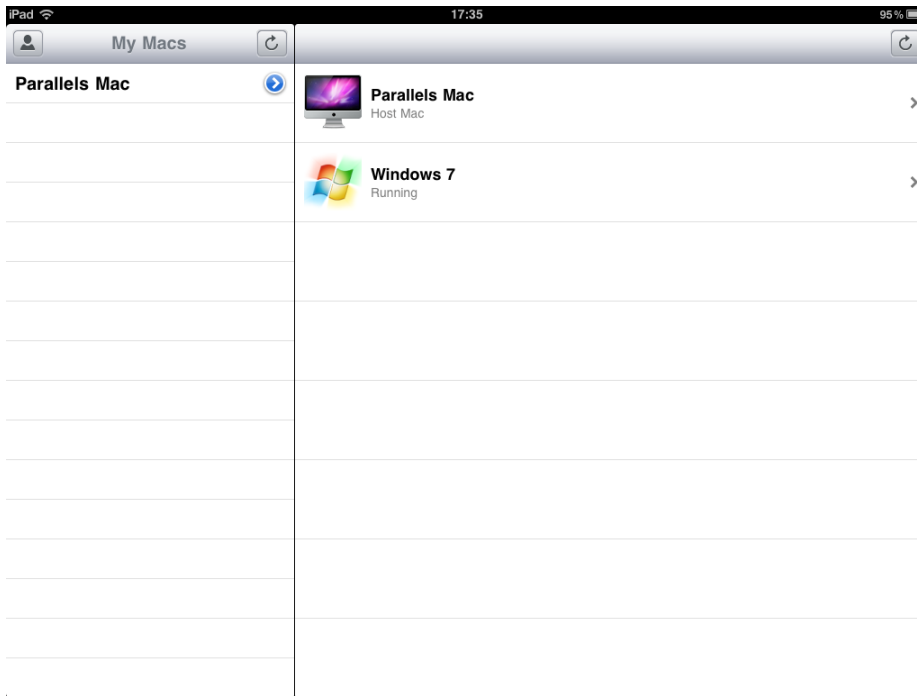 iPad 17:35 95 %
My Macs
Parallels Mac
Parallels Mac
Host Mac
Windows 7
Running